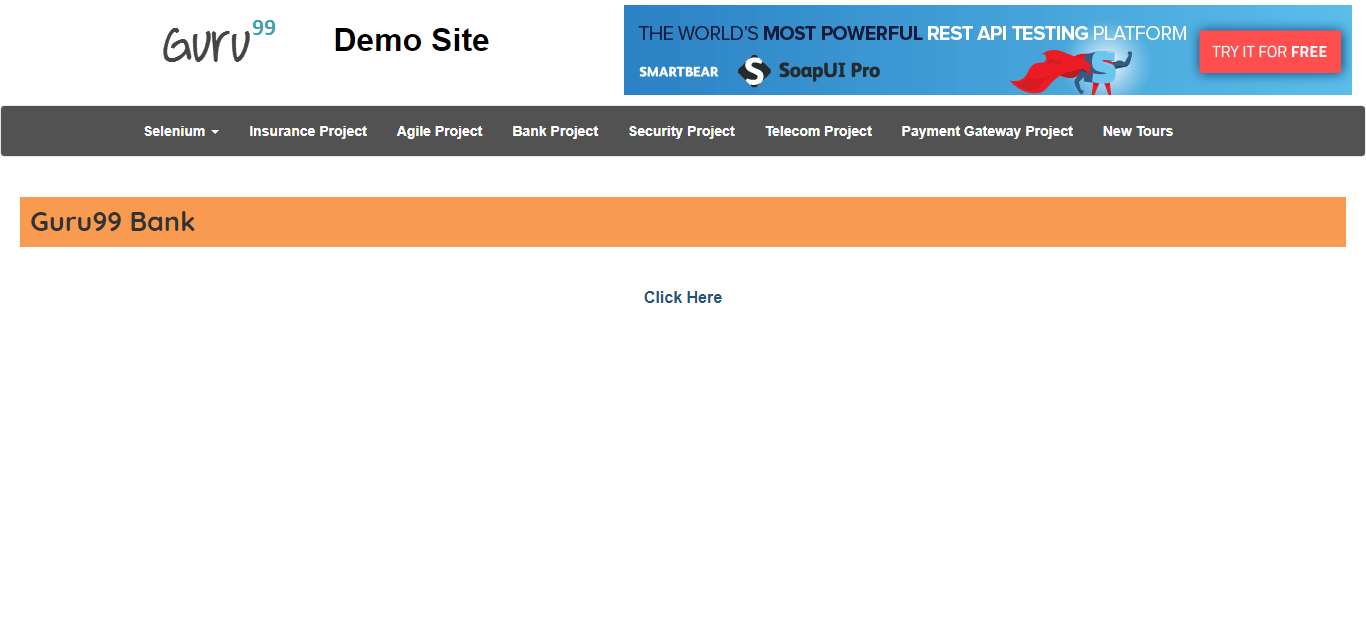 Guru99
Demo Site
THE WORLD'S MOST POWERFUL REST API TESTING PLATFORM
SMARTBEAR S SoapUI Pro
S
TRY IT FOR FREE
Selenium Insurance Project Agile Project Bank Project Security Project Telecom Project Payment Gateway Project New Tours
Guru99 Bank
Click Here